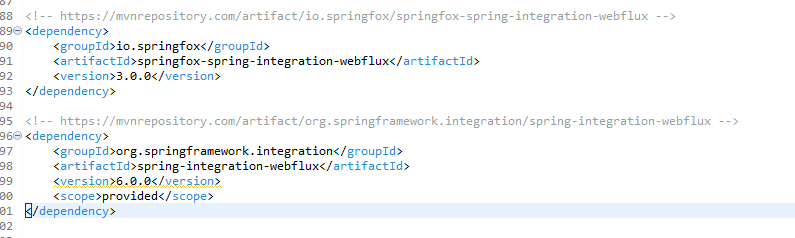 87
88 <!-- https://mvnrepository.com/artifact/io.springfox/springfox-spring-integration-webflux -->
89 <dependency>
90 <groupId>io.springfox</groupId>
91 <artifactId>springfox-spring-integration-webflux</artifactId>
92 <version>3.0.0</version>
93 </dependency>
94
95 <!-- https://mvnrepository.com/artifact/org.springframework.integration/spring-integration-webflux -->
96 <dependency>
97 <groupId>org.springframework.integration</groupId>
98 <artifactId>spring-integration-webflux</artifactId>
99 <version>6.0.0</version>
00 <scope>provided</scope>
01 </dependency>
02